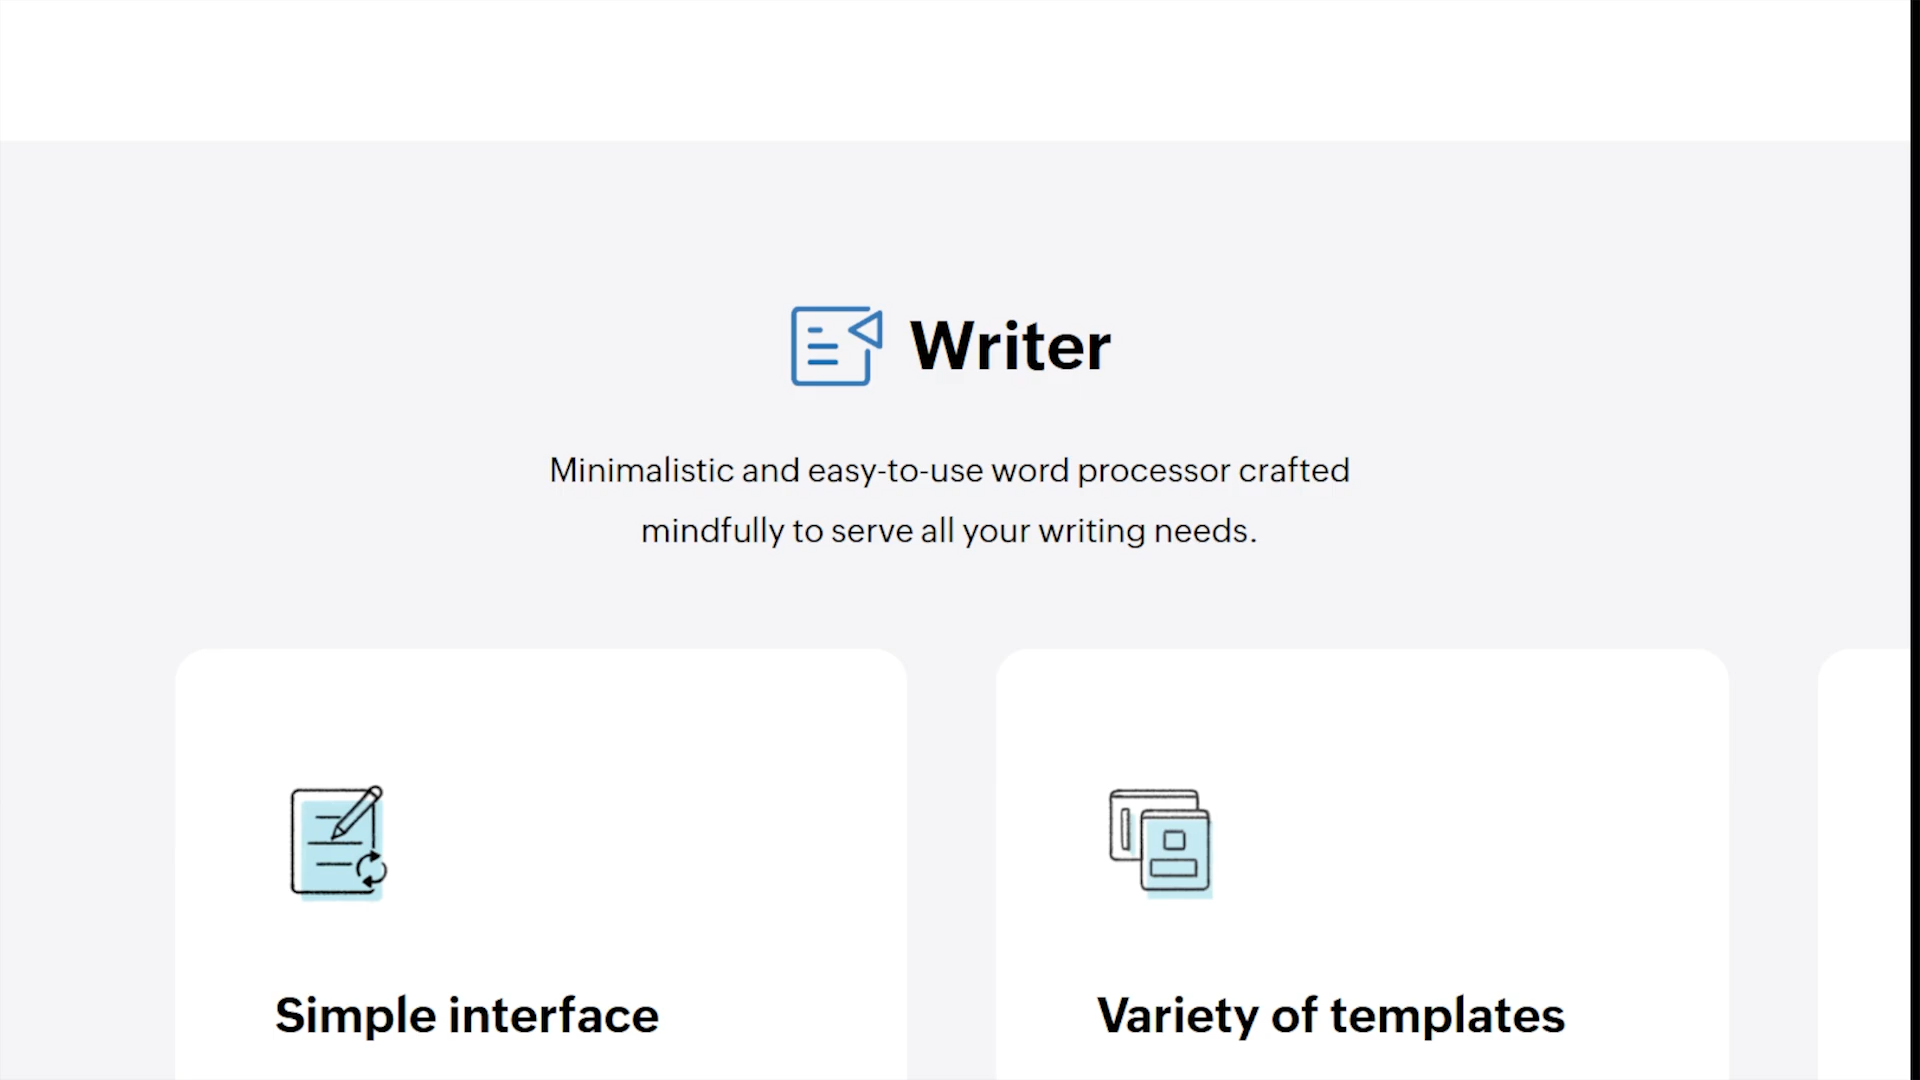 Writer
Minimalistic and easy-to-use word processor crafted
mindfully to serve all your writing needs.
Simple interface
Variety of templates